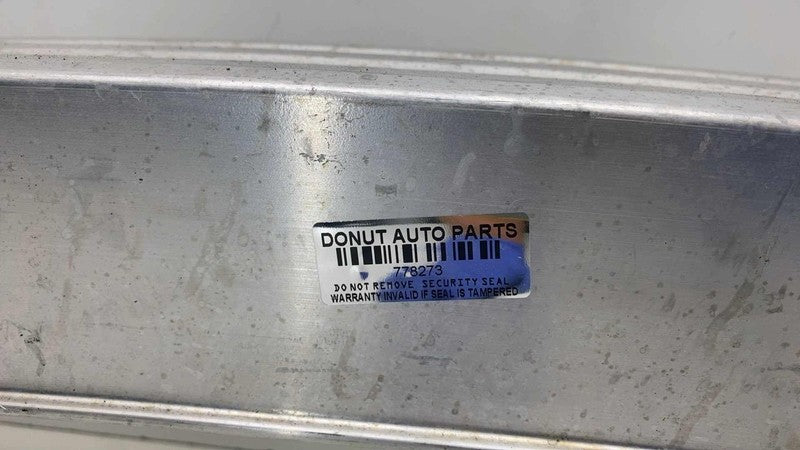 DONUT AUTO PARTS
778273
DO NOT REMOVE SECURITY SEAL
WARRANTY INVALID IF SEAL IS TAMPERED